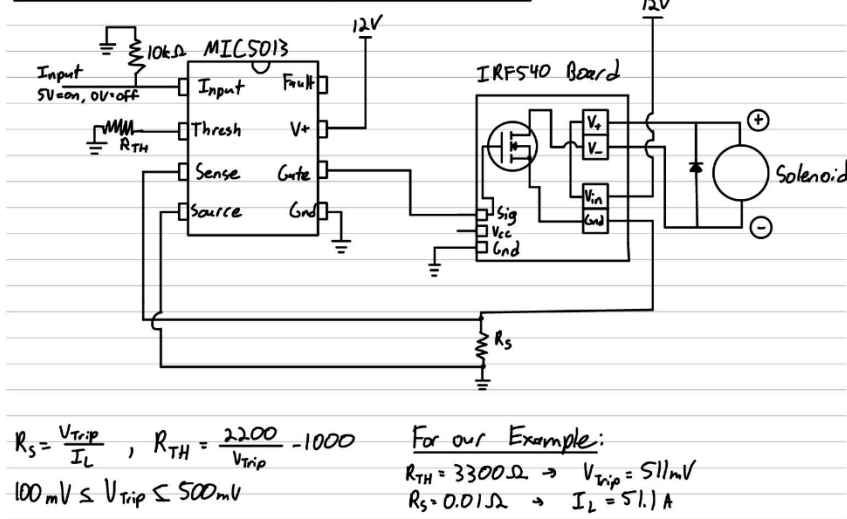 12V
12V
10kΩ MIC5013
Input
5V=on, 0V=off
Input Fault
IRF540 Board
RTH
Thresh V+
V+
V-
Sense Gate
Solenoid
Vin
Source Gnd
Sig Gnd
Vcc
Gnd
+
-
Rs
Rs = VTrip / IL , RTH = 2200 / VTrip - 1000
100mV ≤ VTrip ≤ 500mV
For our Example:
RTH = 3300Ω → VTrip = 511mV
Rs = 0.01Ω → IL = 51.1 A